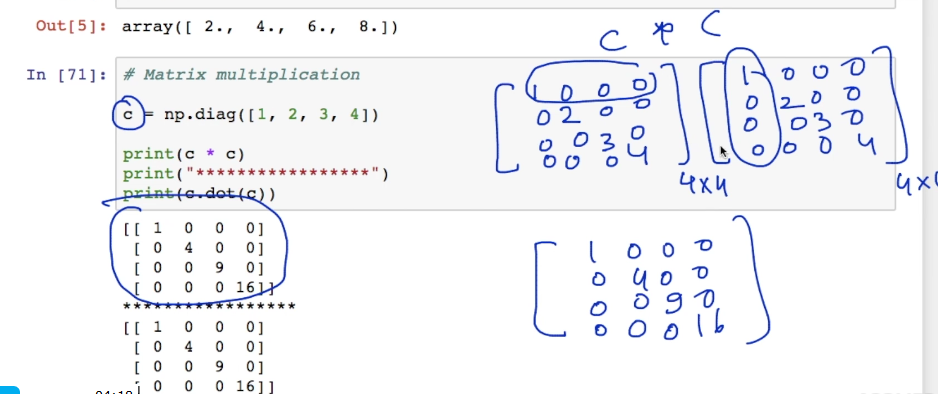 Out[5]: array([ 2., 4., 6., 8.])
In [71]: # Matrix multiplication
c = np.diag([1, 2, 3, 4])
print(c * c)
print("*****************")
print(c.dot(c))
[[ 1 0 0 0]
[ 0 4 0 0]
[ 0 0 9 0]
[ 0 0 0 16]]
*****************
[[ 1 0 0 0]
[ 0 4 0 0]
[ 0 0 9 0]
[ 0 0 0 16]]
C * C
1 0 0 0
0 2 0 0
0 0 3 0
0 0 0 4
4x4
1 0 0 0
0 2 0 0
0 0 3 0
0 0 0 4
1 0 0 0
0 4 0 0
0 0 9 0
0 0 0 16